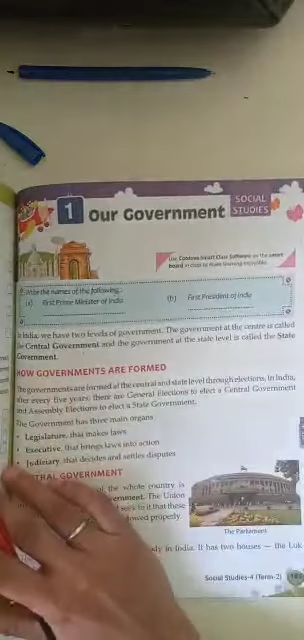 SOCIAL
STUDIES
1 Our Government
Use Cordova Smart Class Software on the smart
board in class to make learning enjoyable.
Write the names of the following.
(a) First Prime Minister of India
(b) First President of India
In India, we have two levels of government. The government at the centre is called
the Central Government and the government at the state level is called the State
Government.
HOW GOVERNMENTS ARE FORMED
The governments are formed at the central and state level through elections. In India,
after every five years, there are General Elections to elect a Central Government
and Assembly Elections to elect a State Government.
The Government has three main organs
• Legislature, that makes laws
• Executive, that brings laws into action
• Judiciary, that decides and settles disputes
TRAL GOVERNMENT
the whole country is
ernment. The Union
seek to it that these
owed properly.
The Parliament
dy in India. It has two houses — the Lok
Social Studies-4 (Term-2)